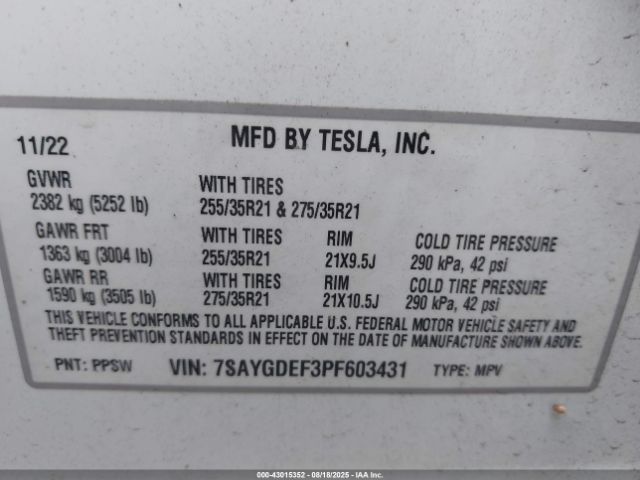 11/22 MFD BY TESLA, INC.
GVWR WITH TIRES
2382 kg (5252 lb) 255/35R21 & 275/35R21
GAWR FRT WITH TIRES RIM COLD TIRE PRESSURE
1363 kg (3004 lb) 255/35R21 21X9.5J 290 kPa, 42 psi
GAWR RR WITH TIRES RIM COLD TIRE PRESSURE
1590 kg (3505 lb) 275/35R21 21X10.5J 290 kPa, 42 psi
THIS VEHICLE CONFORMS TO ALL APPLICABLE U.S. FEDERAL MOTOR VEHICLE SAFETY AND
THEFT PREVENTION STANDARDS IN EFFECT ON THE DATE OF MANUFACTURE SHOWN ABOVE.
PNT: PPSW VIN: 7SAYGDEF3PF603431 TYPE: MPV
000-43015352 - 08/18/2025 - IAA Inc.